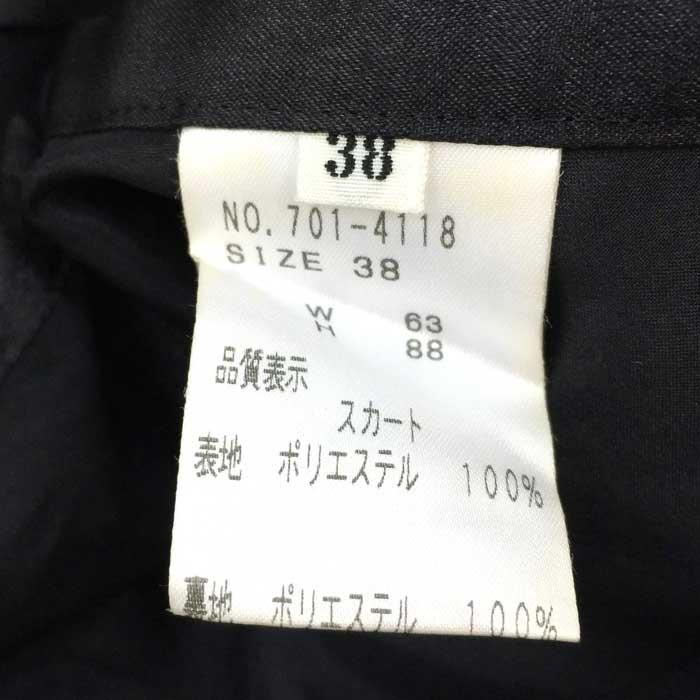 38
NO. 701-4118
SIZE 38
W 63
H 88
品質表示
スカート
表地 ポリエステル 100%
裏地 ポリエステル 100%